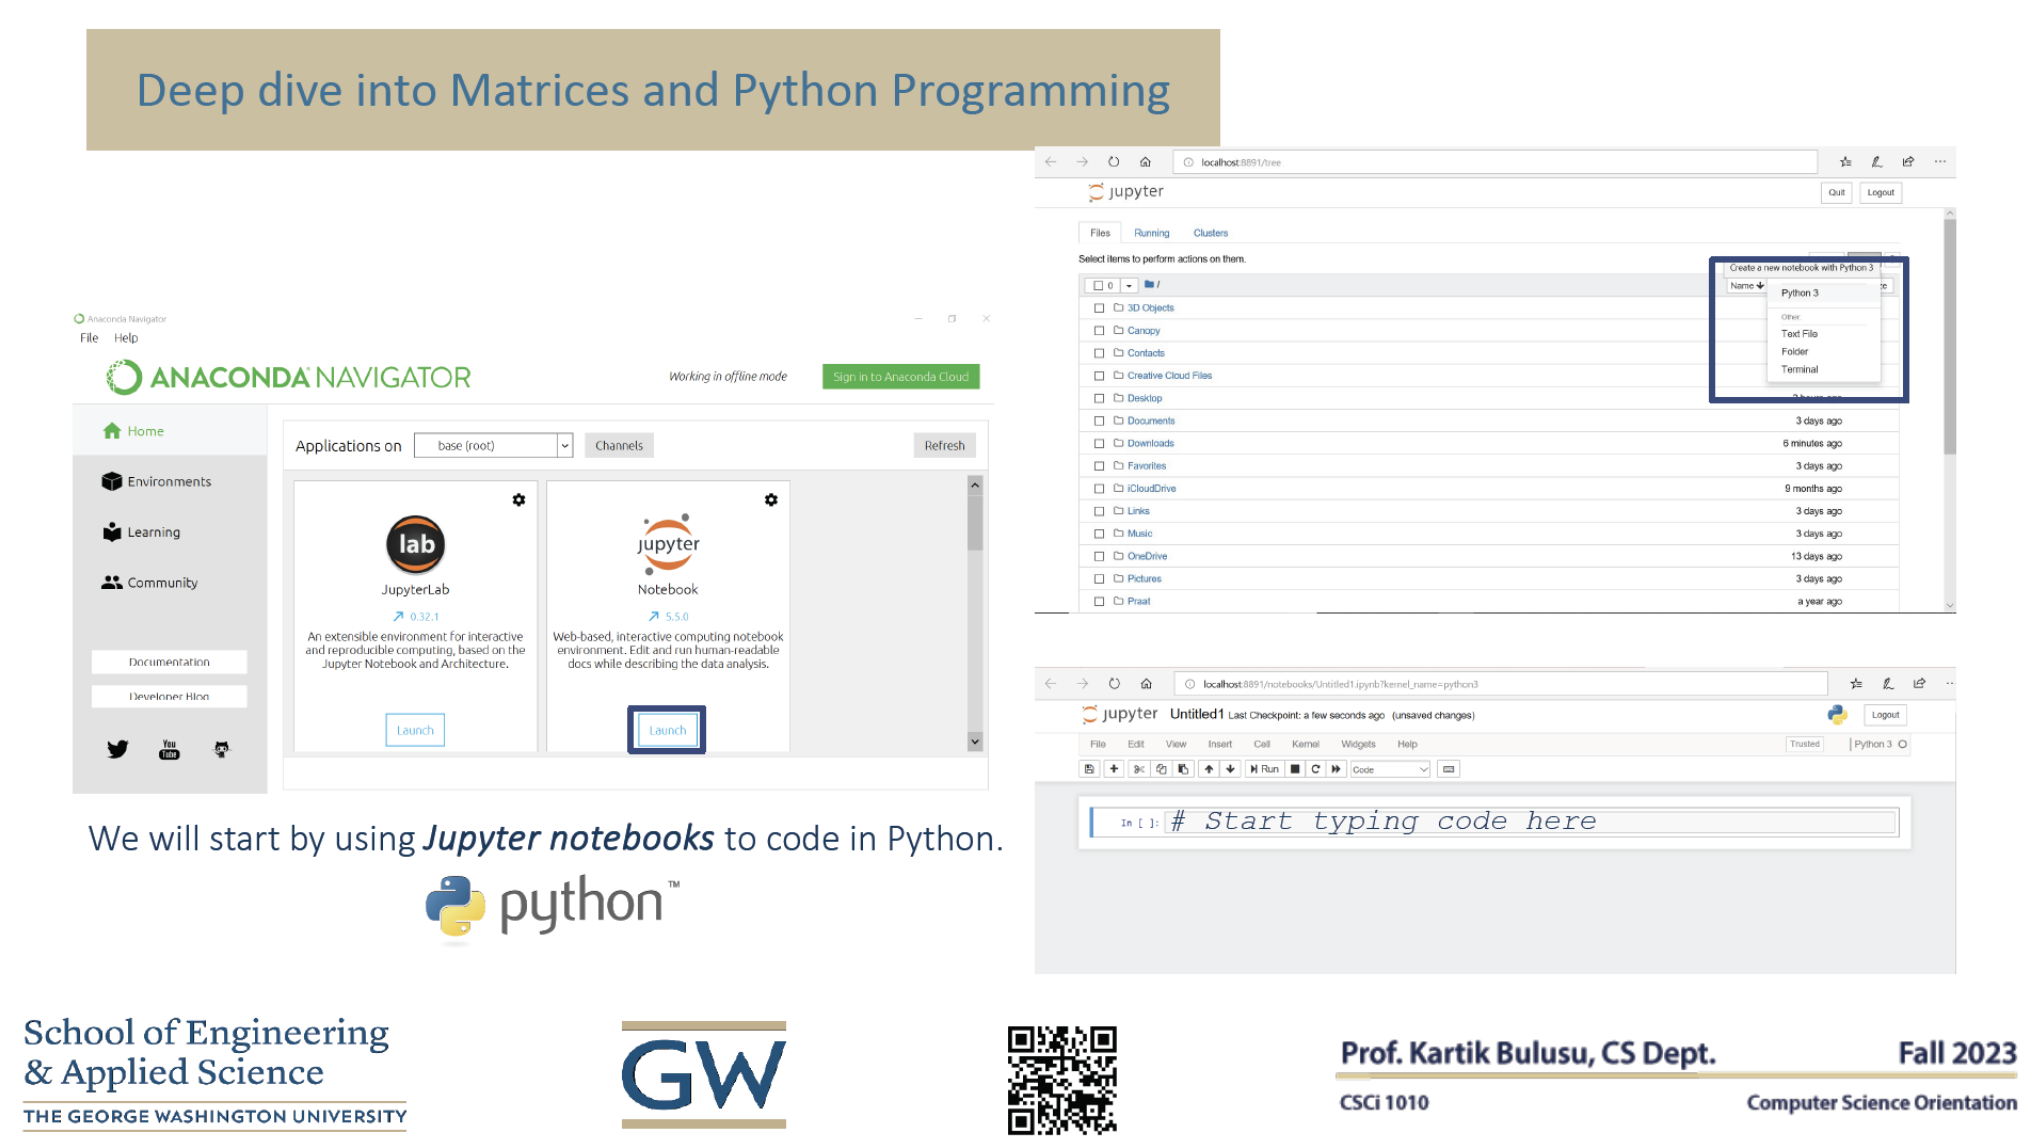 Deep dive into Matrices and Python Programming
Anaconda Navigator
File Help
ANACONDA NAVIGATOR
Working in offline mode
Sign in to Anaconda Cloud
Home
Environments
Learning
Community
Documentation
Developer Blog
You
Tube
Applications on base (root) Channels Refresh
lab
JupyterLab
0.32.1
An extensible environment for interactive
and reproducible computing, based on the
Jupyter Notebook and Architecture.
Launch
jupyter
Notebook
5.5.0
Web-based, interactive computing notebook
environment. Edit and run human-readable
docs while describing the data analysis.
Launch
We will start by using Jupyter notebooks to code in Python.
python™
localhost:8891/tree
jupyter
Quit Logout
Files Running Clusters
Select items to perform actions on them.
0 /
Name
Create a new notebook with Python 3
Python 3
Other:
Text File
Folder
Terminal
3D Objects
Canopy
Contacts
Creative Cloud Files
Desktop
Documents 3 days ago
Downloads 6 minutes ago
Favorites 3 days ago
iCloudDrive 9 months ago
Links 3 days ago
Music 3 days ago
OneDrive 13 days ago
Pictures 3 days ago
Praat a year ago
localhost:8891/notebooks/Untitled1.ipynb?kernel_name=python3
jupyter Untitled1 Last Checkpoint: a few seconds ago (unsaved changes)
Logout
File Edit View Insert Cell Kernel Widgets Help
Trusted Python 3
Run Code
In [ ]: # Start typing code here
School of Engineering
& Applied Science
THE GEORGE WASHINGTON UNIVERSITY
GW
Prof. Kartik Bulusu, CS Dept. Fall 2023
CSCi 1010 Computer Science Orientation